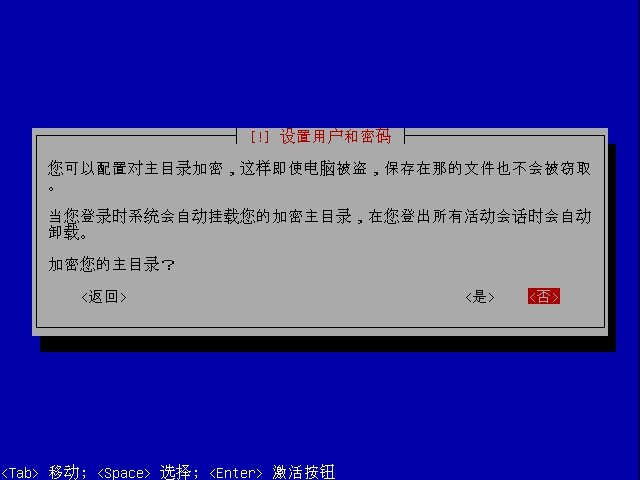 [!] 设置用户和密码
您可以配置对主目录加密,这样即使电脑被盗,保存在那的文件也不会被窃取
。
当您登录时系统会自动挂载您的加密主目录,在您登出所有活动会话时会自动
卸载。
加密您的主目录?
<返回> <是> <否>
<Tab> 移动; <Space> 选择; <Enter> 激活按钮